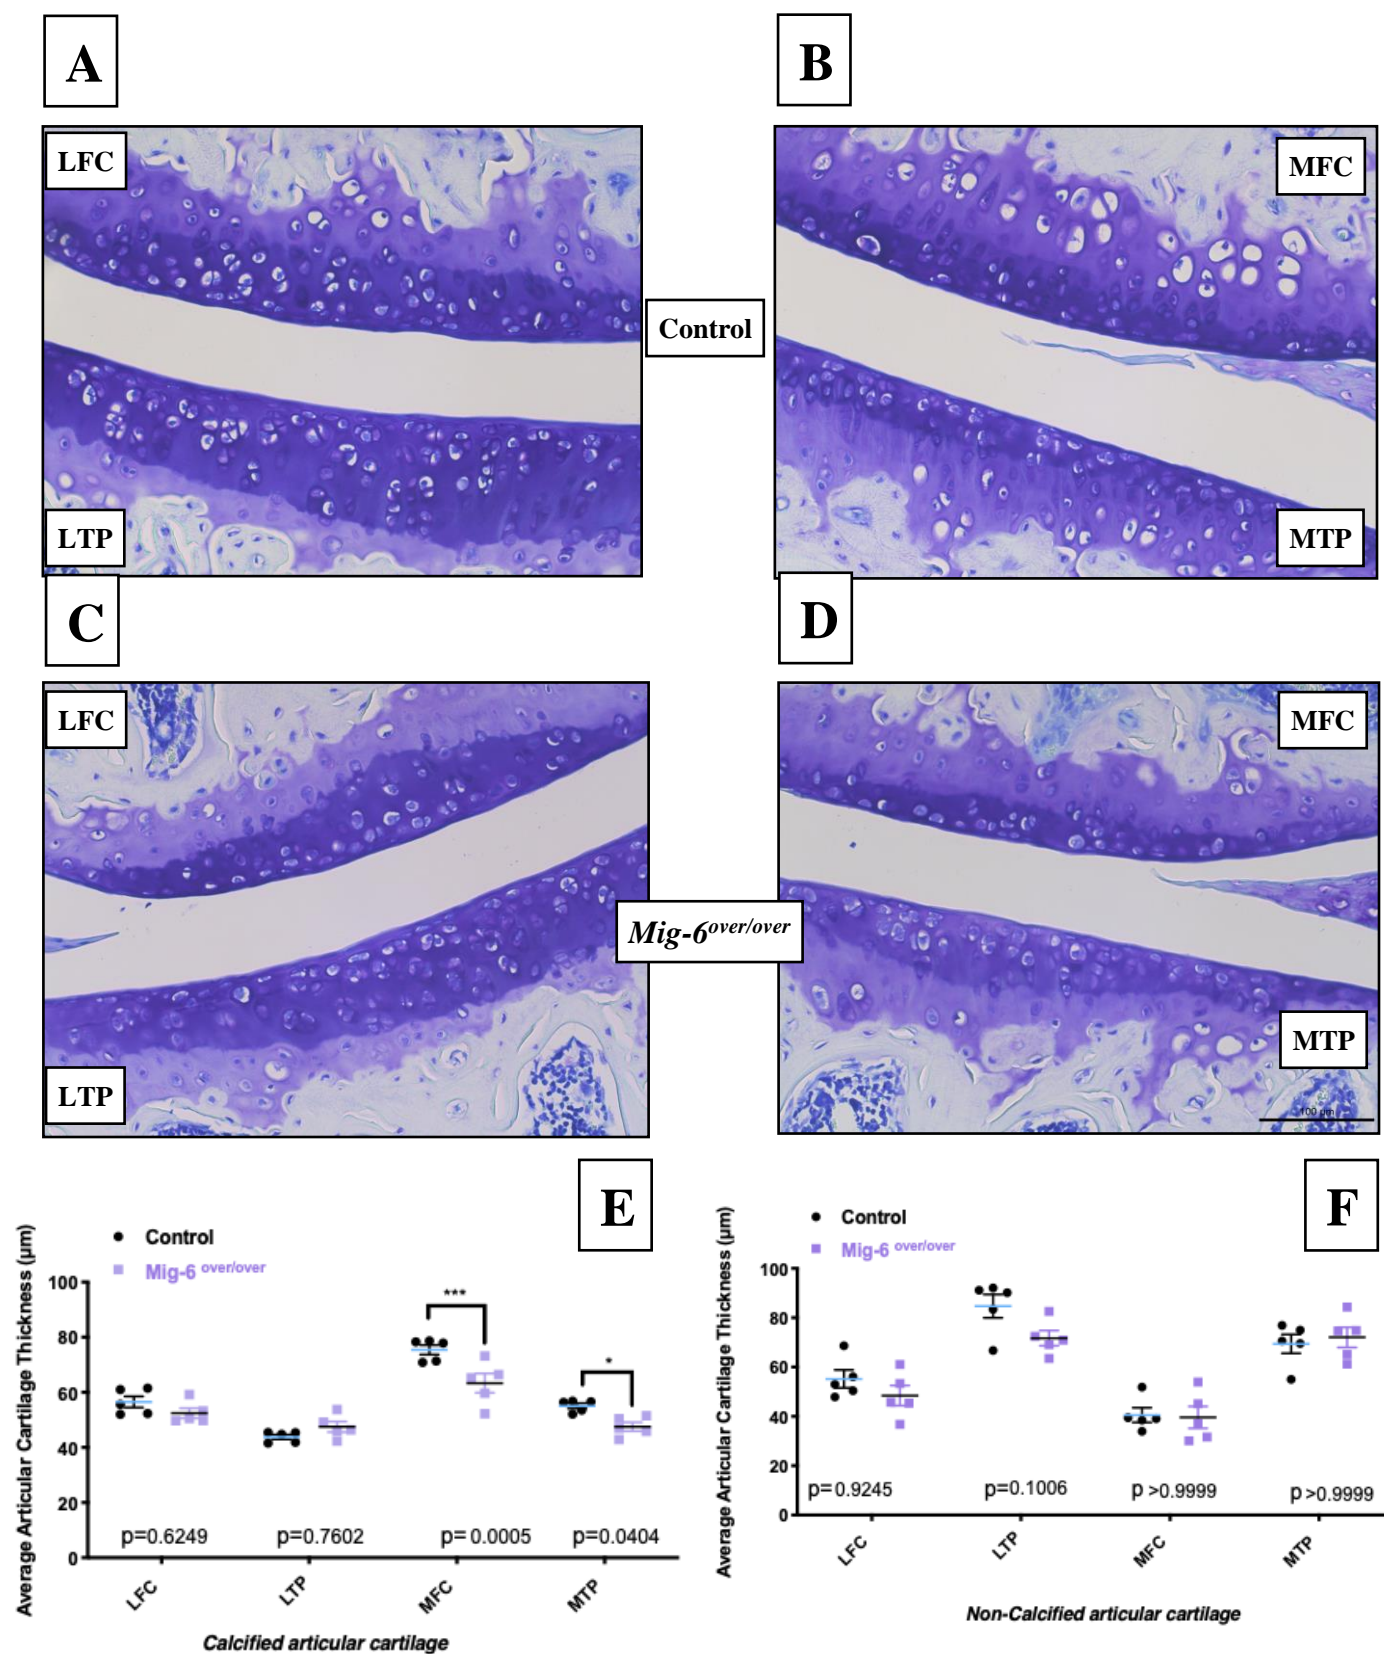 A
B
LFC
MFC
Control
LTP
MTP
C
D
LFC
MFC
Mig-6over/over
LTP
MTP
100 µm
E
F
Control
Mig-6 over/over
Average Articular Cartilage Thickness (µm)
100
80
60
40
20
0
***
*
p=0.6249
p=0.7602
p= 0.0005
p=0.0404
LFC
LTP
MFC
MTP
Calcified articular cartilage
Control
Mig-6 over/over
Average Articular Cartilage Thickness (µm)
100
80
60
40
20
0
p= 0.9245
p=0.1006
p >0.9999
p >0.9999
LFC
LTP
MFC
MTP
Non-Calcified articular cartilage